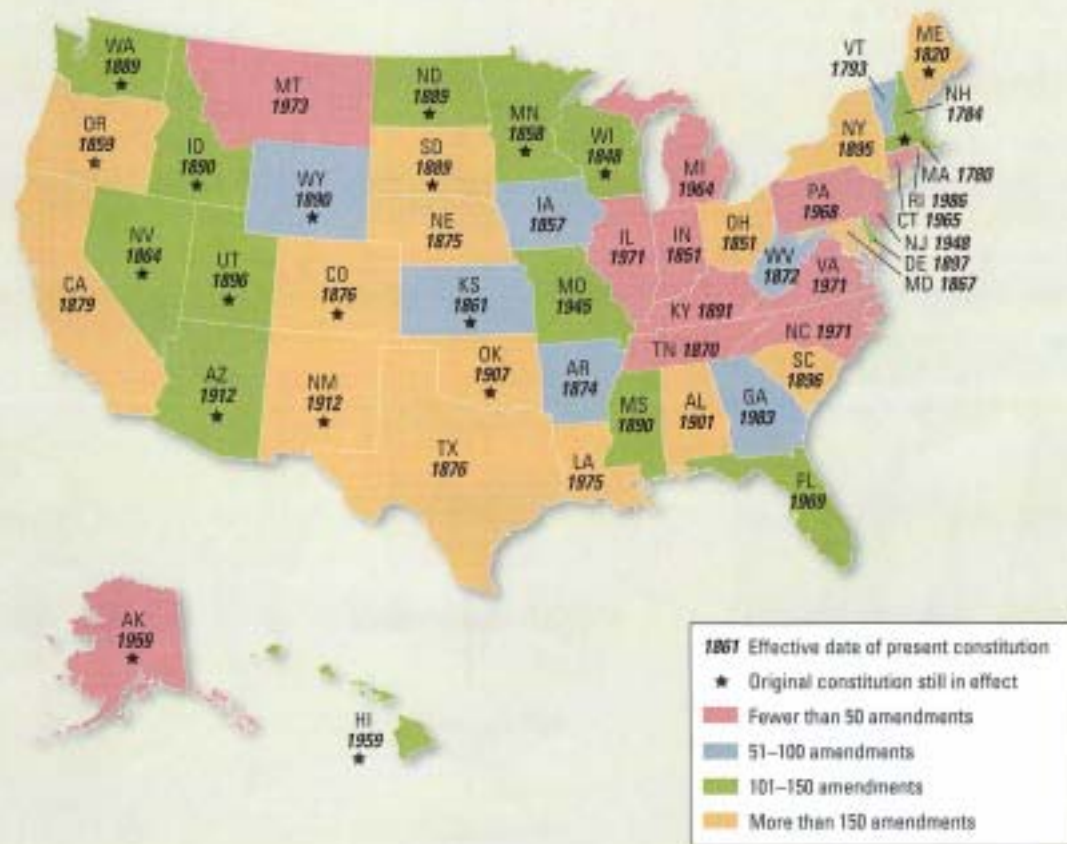 WA
1889
★
MT
1973
ND
1889
★
MN
1858
★
WI
1848
★
VT
1793
ME
1820
★
NH
1784
★
OR
1859
★
ID
1890
★
WY
1890
★
SD
1889
★
IA
1857
MI
1964
NY
1895
MA 1780
RI 1986
CT 1965
NJ 1948
DE 1897
MD 1867
PA
1968
NV
1864
★
UT
1896
★
CO
1876
★
NE
1875
KS
1861
★
MO
1945
IL
1971
IN
1851
OH
1851
WV
1872
VA
1971
CA
1879
KY 1891
NC 1971
TN 1870
SC
1896
AZ
1912
★
NM
1912
★
OK
1907
★
AR
1874
MS
1890
AL
1901
GA
1983
TX
1876
LA
1975
FL
1969
AK
1959
★
HI
1959
★
1861 Effective date of present constitution
★ Original constitution still in effect
Fewer than 50 amendments
51–100 amendments
101–150 amendments
More than 150 amendments